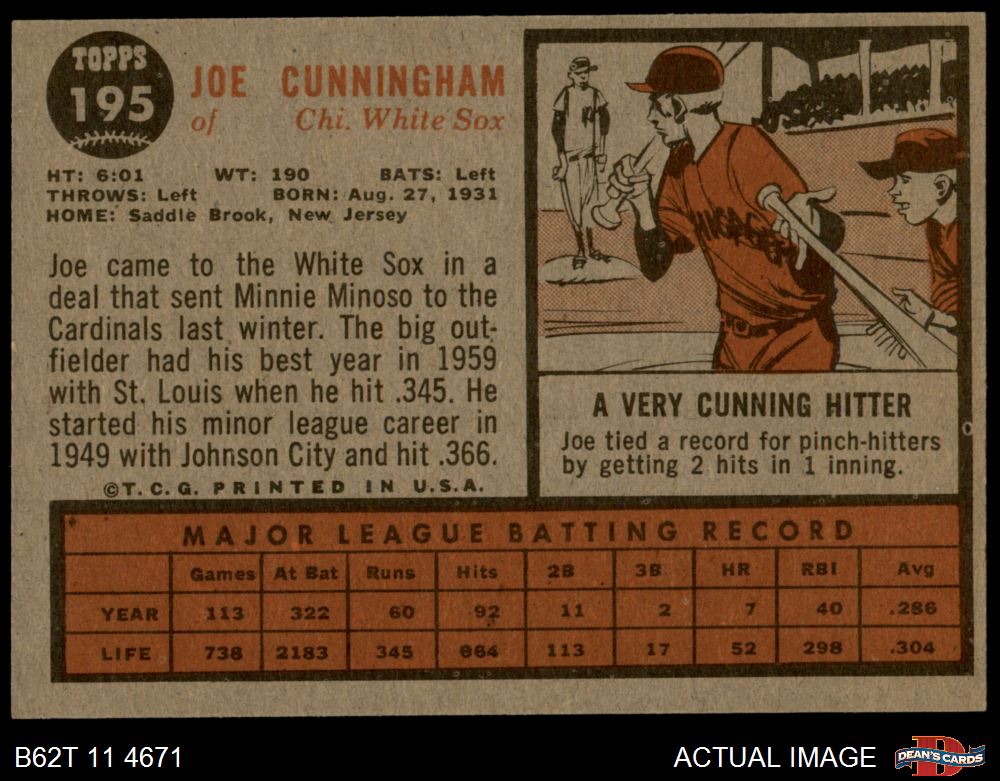 TOPPS
195
JOE CUNNINGHAM
of Chi. White Sox
HT: 6:01 WT: 190 BATS: Left
THROWS: Left BORN: Aug. 27, 1931
HOME: Saddle Brook, New Jersey
Joe came to the White Sox in a
deal that sent Minnie Minoso to the
Cardinals last winter. The big out-
fielder had his best year in 1959
with St. Louis when he hit .345. He
started his minor league career in
1949 with Johnson City and hit .366.
©T. C. G. PRINTED IN U.S.A.
A VERY CUNNING HITTER
Joe tied a record for pinch-hitters
by getting 2 hits in 1 inning.
MAJOR LEAGUE BATTING RECORD
Games At Bat Runs Hits 2B 3B HR RBI Avg
YEAR 113 322 60 92 11 2 7 40 .286
LIFE 738 2183 345 664 113 17 52 298 .304
B62T 11 4671
ACTUAL IMAGE
D
DEAN'S CARDS